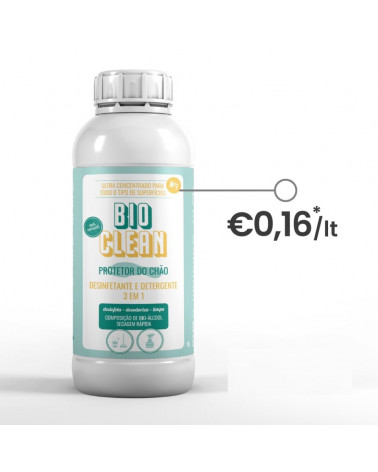 ULTRA CONCENTRADO PARA
TODO O TIPO DE SUPERFÍCIES
BIO
CLEAN
PROTETOR DO CHÃO
DESINFETANTE E DETERGENTE
3 EM 1
desinfeta - desodoriza - limpa
COMPOSIÇÃO DE BIO-ÁLCOOL
SECAGEM RÁPIDA
€0,16*/lt